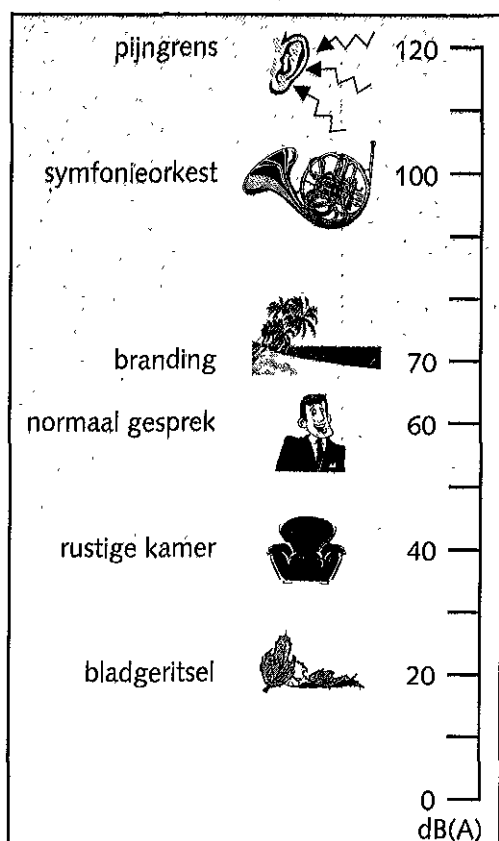 pijngrens 120
symfonieorkest 100
branding 70
normaal gesprek 60
rustige kamer 40
bladgeritsel 20
0
dB(A)